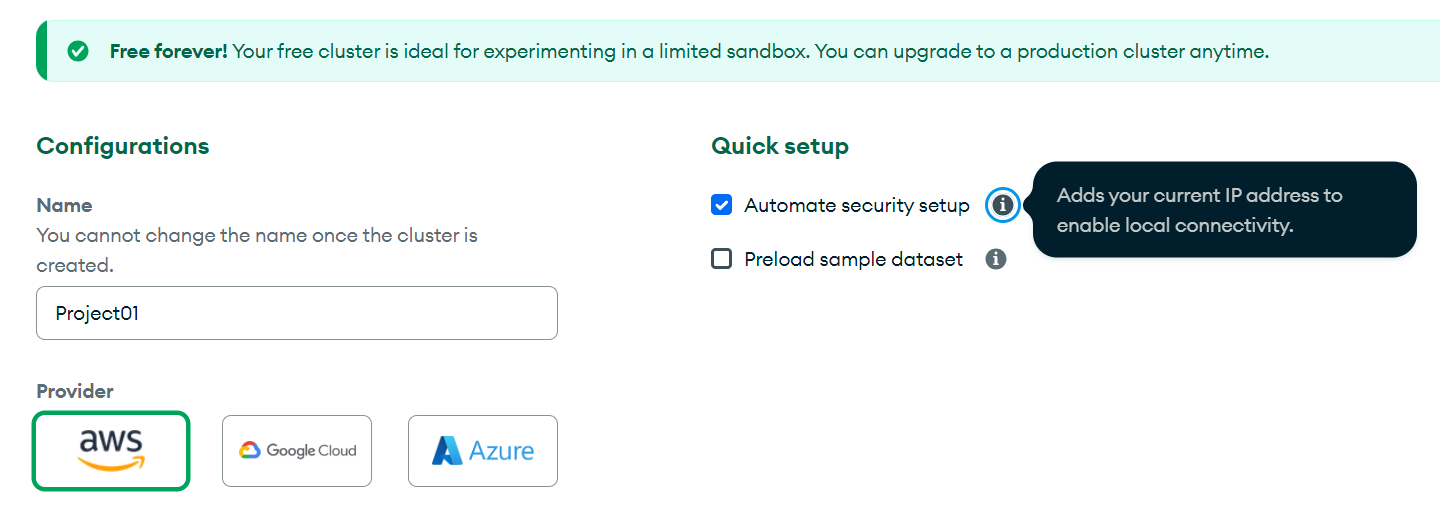 Free forever! Your free cluster is ideal for experimenting in a limited sandbox. You can upgrade to a production cluster anytime.
Configurations
Name
You cannot change the name once the cluster is
created.
Project01
Provider
aws
Google Cloud
Azure
Quick setup
Automate security setup
Adds your current IP address to
enable local connectivity.
Preload sample dataset